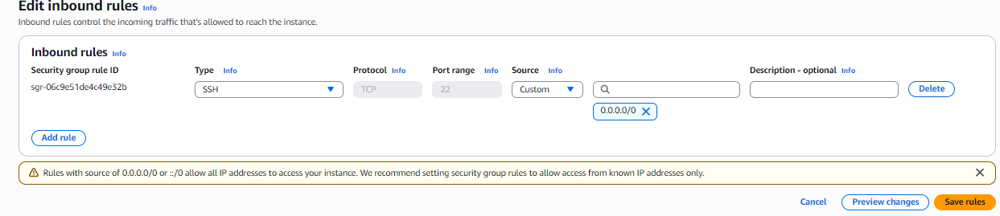 Edit inbound rules Info
Inbound rules control the incoming traffic that's allowed to reach the instance.
Inbound rules Info
Security group rule ID Type Info Protocol Info Port range Info Source Info Description - optional Info
sgr-06c9e51de4c49e32b SSH TCP 22 Custom Delete
0.0.0.0/0
Add rule
Rules with source of 0.0.0.0/0 or ::/0 allow all IP addresses to access your instance. We recommend setting security group rules to allow access from known IP addresses only.
Cancel Preview changes Save rules